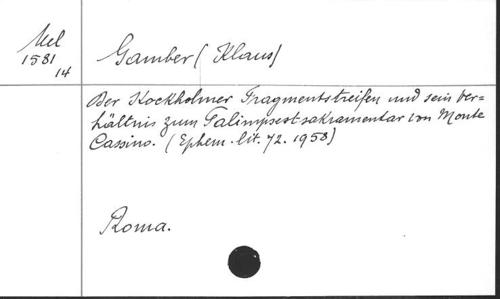 Mel
1581
14
Gamber ( Klaus)
Der Stockholmer Fragmentstreifen und sein Ver=
hältnis zum Palimpsestsakramentar von Monte
Cassino. (Ephem. lit. 72. 1958)
Roma.